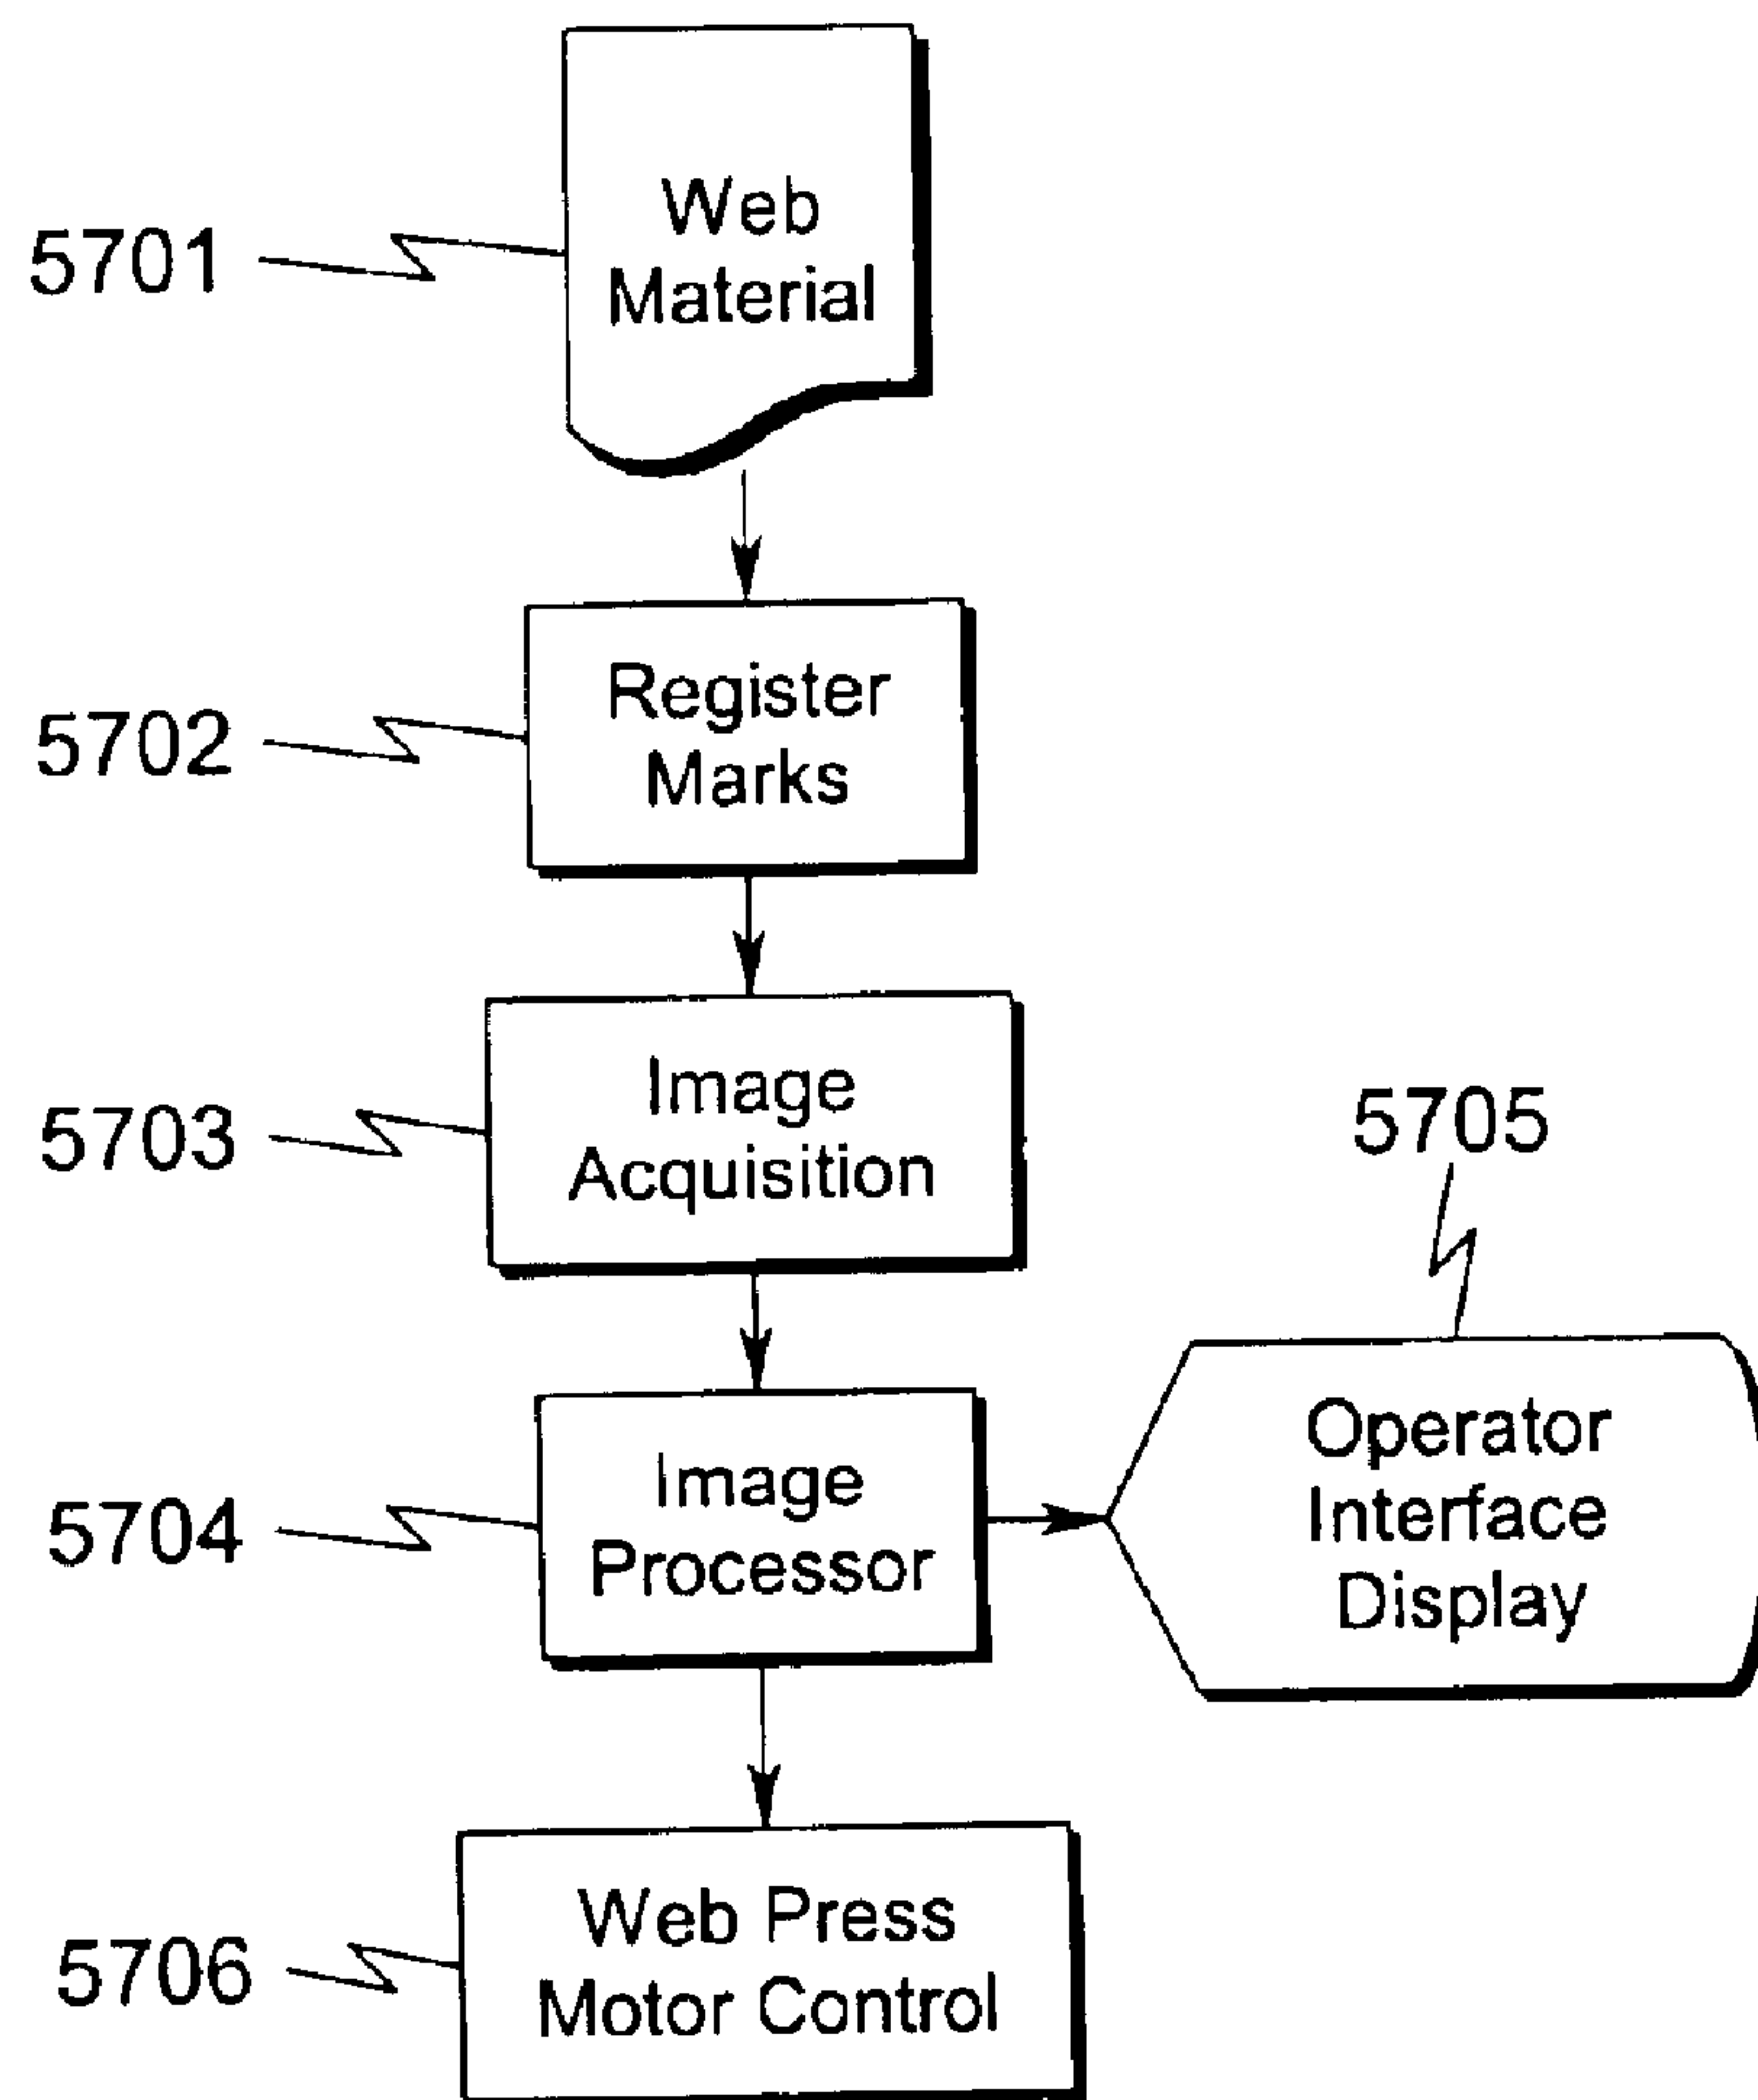 5701
Web
Material
5702
Register
Marks
5703
Image
Acquisition
5704
Image
Processor
5705
Operator
Interface
Display
5706
Web Press
Motor Control